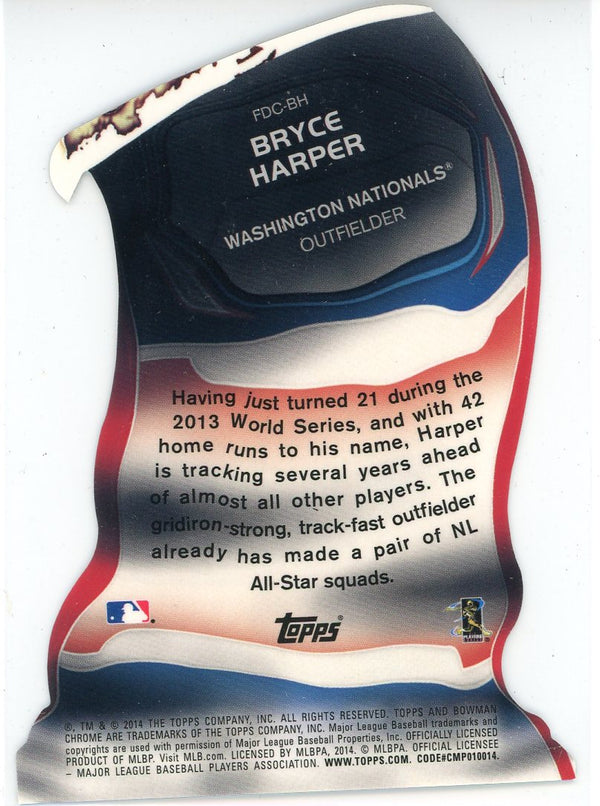 FDC-BH
BRYCE
HARPER
WASHINGTON NATIONALS®
OUTFIELDER
Having just turned 21 during the
2013 World Series, and with 42
home runs to his name, Harper
is tracking several years ahead
of almost all other players. The
gridiron-strong, track-fast outfielder
already has made a pair of NL
All-Star squads.
topps®
®, TM & © 2014 THE TOPPS COMPANY, INC. ALL RIGHTS RESERVED. TOPPS AND BOWMAN
CHROME ARE TRADEMARKS OF THE TOPPS COMPANY, INC. Major League Baseball trademarks and
copyrights are used with permission of Major League Baseball Properties, Inc. OFFICIALLY LICENSED
PRODUCT OF MLBP. Visit MLB.com. LICENSED BY MLBPA, 2014. © MLBPA. OFFICIAL LICENSEE
– MAJOR LEAGUE BASEBALL PLAYERS ASSOCIATION. WWW.TOPPS.COM. CODE#CMP010014.